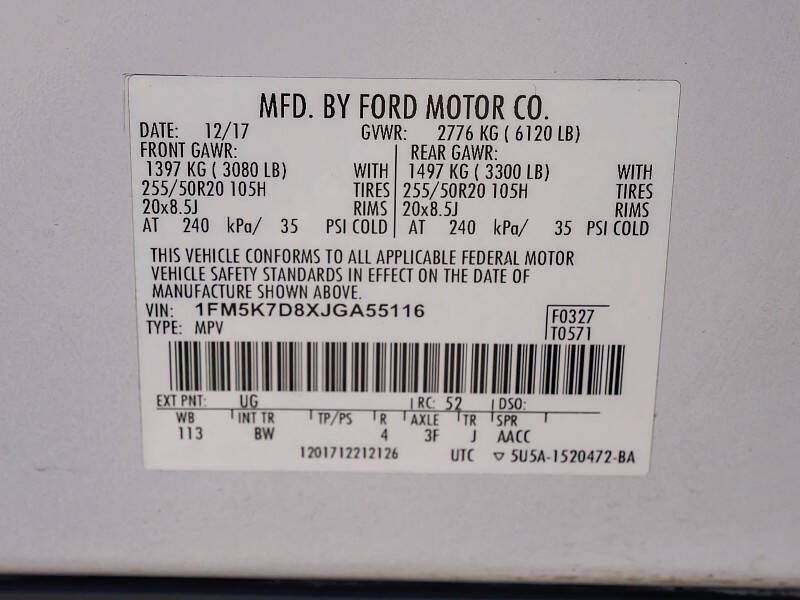 MFD. BY FORD MOTOR CO.
DATE: 12/17 GVWR: 2776 KG ( 6120 LB)
FRONT GAWR: REAR GAWR:
1397 KG ( 3080 LB) WITH 1497 KG ( 3300 LB) WITH
255/50R20 105H TIRES 255/50R20 105H TIRES
20x8.5J RIMS 20x8.5J RIMS
AT 240 kPa/ 35 PSI COLD AT 240 kPa/ 35 PSI COLD
THIS VEHICLE CONFORMS TO ALL APPLICABLE FEDERAL MOTOR
VEHICLE SAFETY STANDARDS IN EFFECT ON THE DATE OF
MANUFACTURE SHOWN ABOVE.
VIN: 1FM5K7D8XJGA55116 F0327
TYPE: MPV T0571
EXT PNT: UG RC: 52 DSO:
WB INT TR TP/PS R AXLE TR SPR
113 BW 4 3F J AACC
1201712212126 UTC ▽ 5U5A-1520472-BA